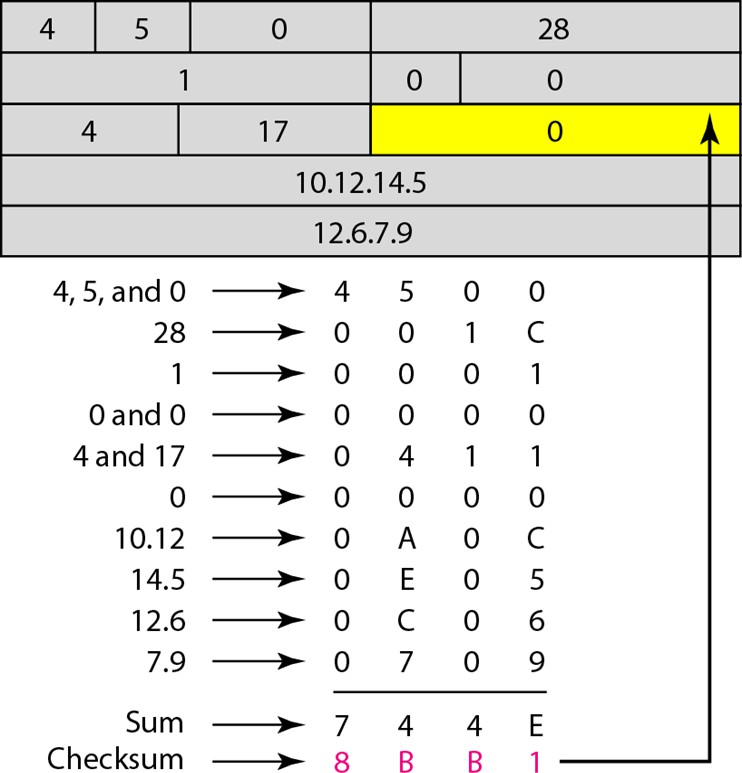 4 5 0 28
1 0 0
4 17 0
10.12.14.5
12.6.7.9
4, 5, and 0 4 5 0 0
28 0 0 1 C
1 0 0 0 1
0 and 0 0 0 0 0
4 and 17 0 4 1 1
0 0 0 0 0
10.12 0 A 0 C
14.5 0 E 0 5
12.6 0 C 0 6
7.9 0 7 0 9
Sum 7 4 4 E
Checksum 8 B B 1